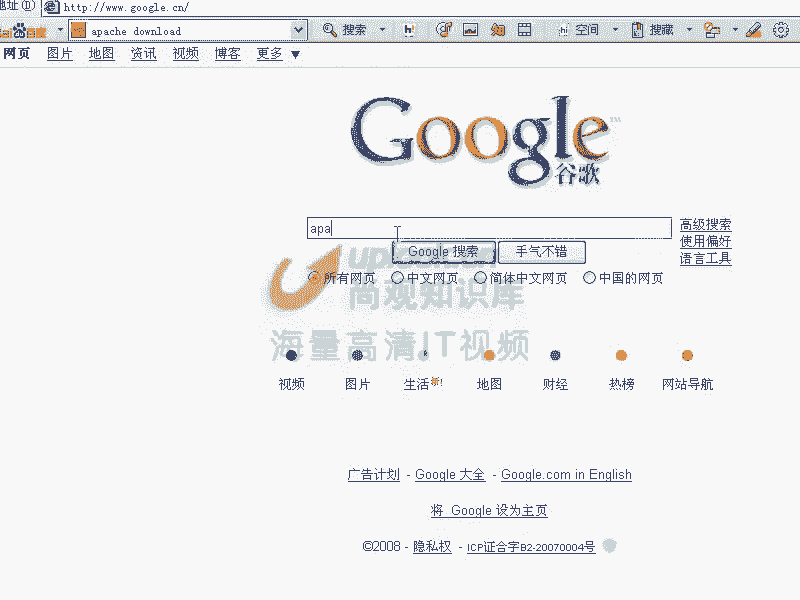 地址(D) http://www.google.cn/
apache download 搜索 空间 搜藏
网页 图片 地图 资讯 视频 博客 更多 ▼
Google™
谷歌
apa
高级搜索
使用偏好
语言工具
Google 搜索 手气不错
所有网页 中文网页 简体中文网页 中国的网页
尚观知识库
海量高清IT视频
视频 图片 生活 地图 财经 热榜 网站导航
广告计划 - Google 大全 - Google.com in English
将 Google 设为主页
©2008 - 隐私权 - ICP证合字B2-20070004号